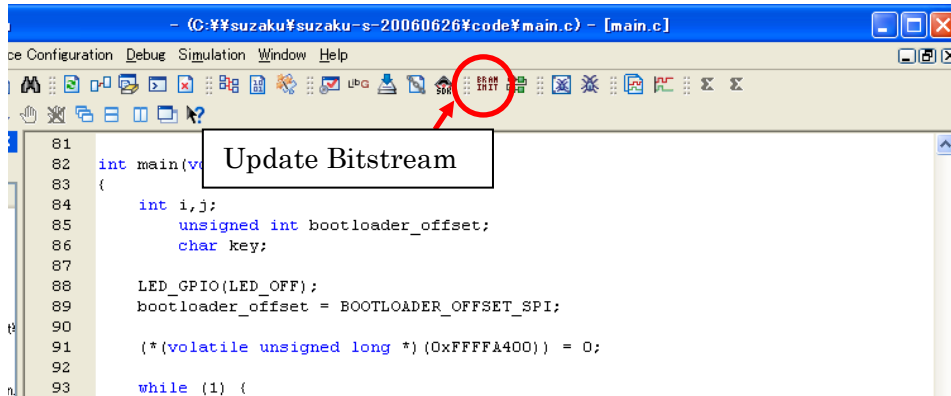 - (C:¥¥suzaku¥suzaku-s-20060626¥code¥main.c) - [main.c]
ce Configuration Debug Simulation Window Help
LibG SDK BRAM INIT Σ Σ
Update Bitstream
81
82 int main(vo
83 {
84 int i,j;
85 unsigned int bootloader_offset;
86 char key;
87
88 LED_GPIO(LED_OFF);
89 bootloader_offset = BOOTLOADER_OFFSET_SPI;
90
91 (*(volatile unsigned long *)(0xFFFFA400)) = 0;
92
93 while (1) {